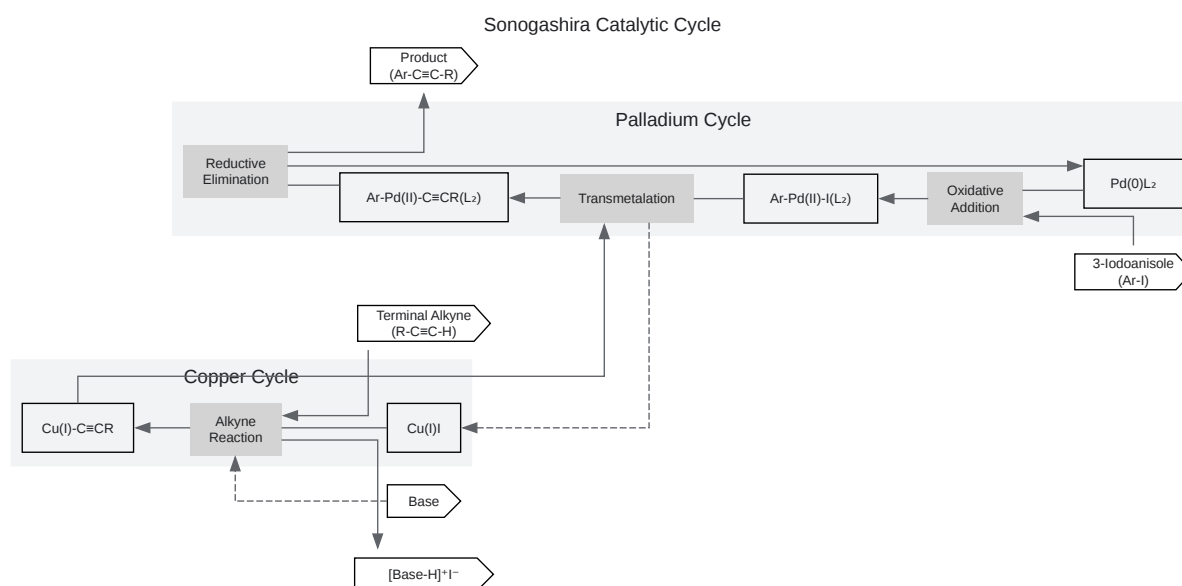 Sonogashira Catalytic Cycle
Product
(Ar-C≡C-R)
Palladium Cycle
Reductive
Elimination
Ar-Pd(II)-C≡CR(L₂)
Transmetalation
Ar-Pd(II)-I(L₂)
Oxidative
Addition
Pd(0)L₂
3-Iodoanisole
(Ar-I)
Terminal Alkyne
(R-C≡C-H)
Copper Cycle
Cu(I)-C≡CR
Alkyne
Reaction
Cu(I)I
Base
[Base-H]⁺I⁻